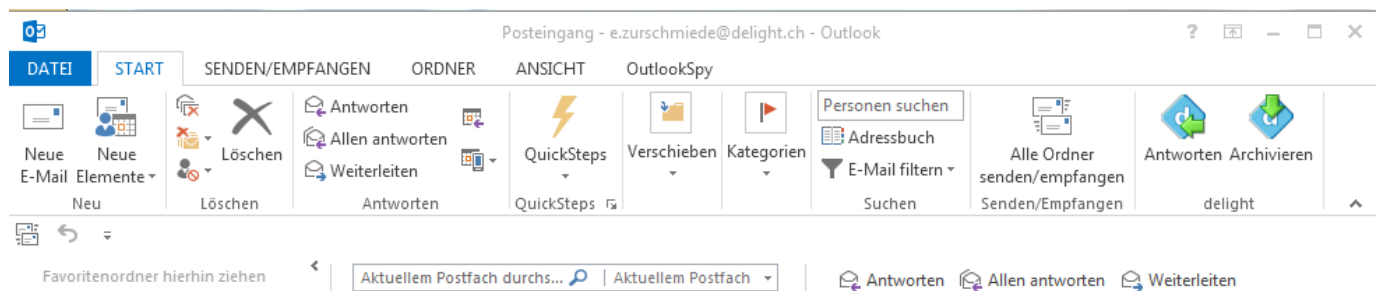 Posteingang - e.zurschmiede@delight.ch - Outlook
DATEI START SENDEN/EMPFANGEN ORDNER ANSICHT OutlookSpy
Neue E-Mail
Neue Elemente
Neu
Löschen
Löschen
Antworten
Allen antworten
Weiterleiten
Antworten
QuickSteps
QuickSteps
Verschieben
Kategorien
Personen suchen
Adressbuch
E-Mail filtern
Suchen
Alle Ordner
senden/empfangen
Senden/Empfangen
Antworten Archivieren
delight
Favoritenordner hierhin ziehen
Aktuellem Postfach durchs... Aktuellem Postfach
Antworten Allen antworten Weiterleiten